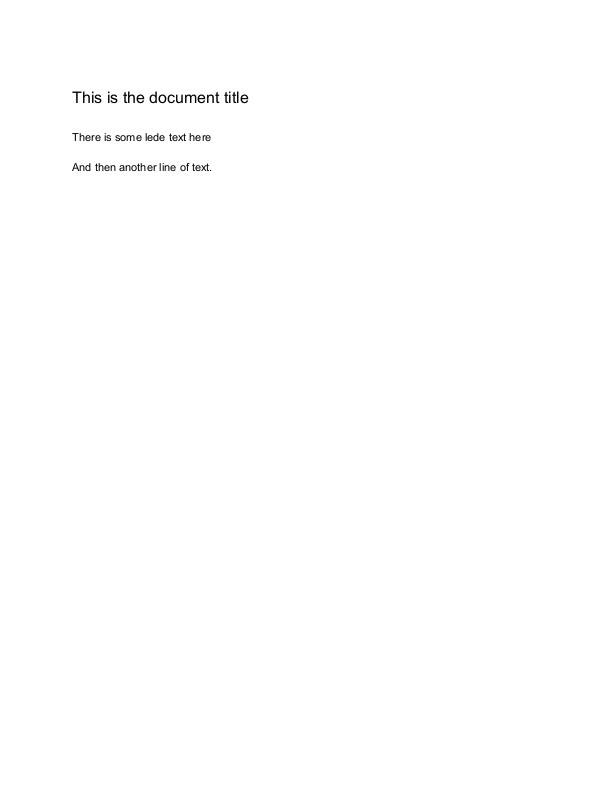 This is the document title
There is some lede text here
And then another line of text.